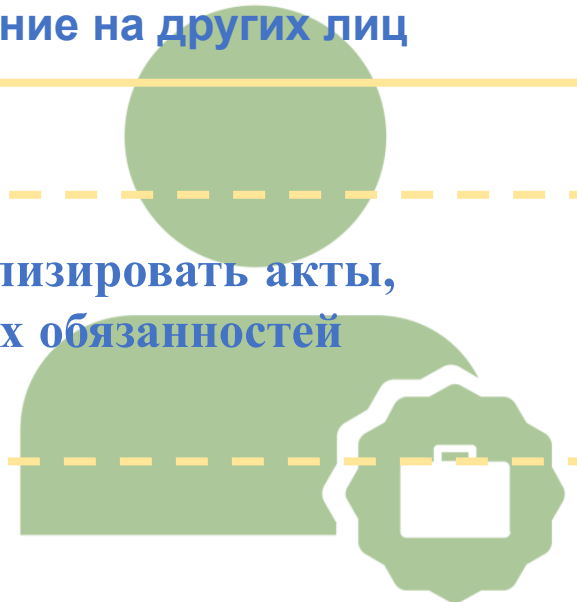 ние на других лиц
лизировать акты,
х обязанностей